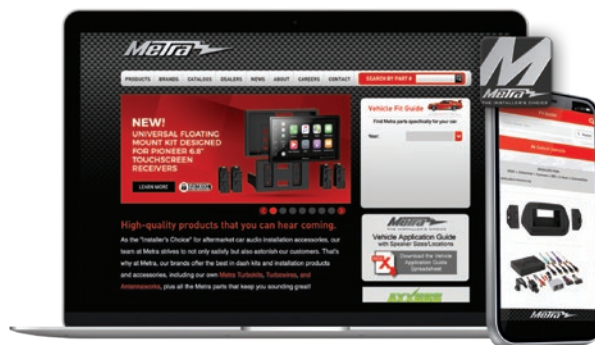 Metra
PRODUCTS BRANDS CATALOGS DEALERS NEWS ABOUT CAREERS CONTACT SEARCH BY PART #
NEW!
UNIVERSAL FLOATING
MOUNT KIT DESIGNED
FOR PIONEER 6.8"
TOUCHSCREEN
RECEIVERS
LEARN MORE
Vehicle Fit Guide
Find Metra parts specifically for your car
Year:
High-quality products that you can hear coming.
As the "Installer's Choice" for aftermarket car audio installation accessories, our
team at Metra strives to not only satisfy but also astonish our customers. That's
why at Metra, our brands offer the best in dash kits and installation products
and accessories, including our own Metra Turbokits, Turbowires, and
Antennaworks, plus all the Metra parts that keep you sounding great!
Metra
THE INSTALLER'S CHOICE
Vehicle Application Guide
with Speaker Sizes/Locations
Download the Vehicle
Application Guide
Spreadsheet
M
Metra
THE INSTALLER'S CHOICE
Metra